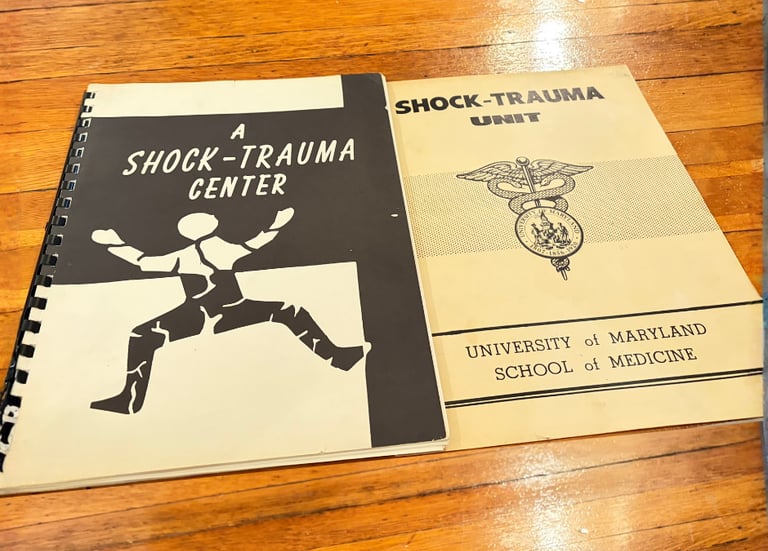 A
SHOCK-TRAUMA
CENTER
SHOCK-TRAUMA
UNIT
UNIVERSITY of MARYLAND
SCHOOL of MEDICINE